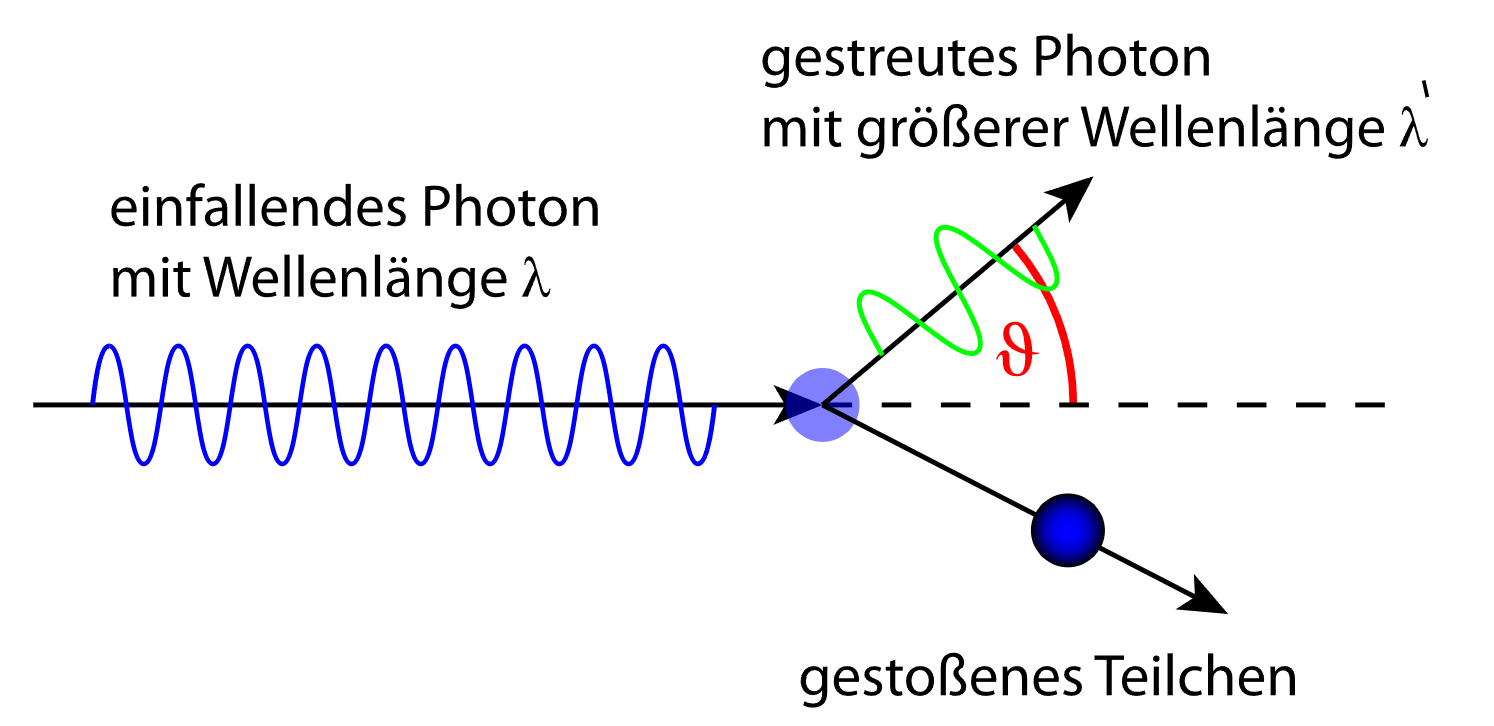 gestreutes Photon
mit größerer Wellenlänge λ'
einfallendes Photon
mit Wellenlänge λ
ϑ
gestoßenes Teilchen